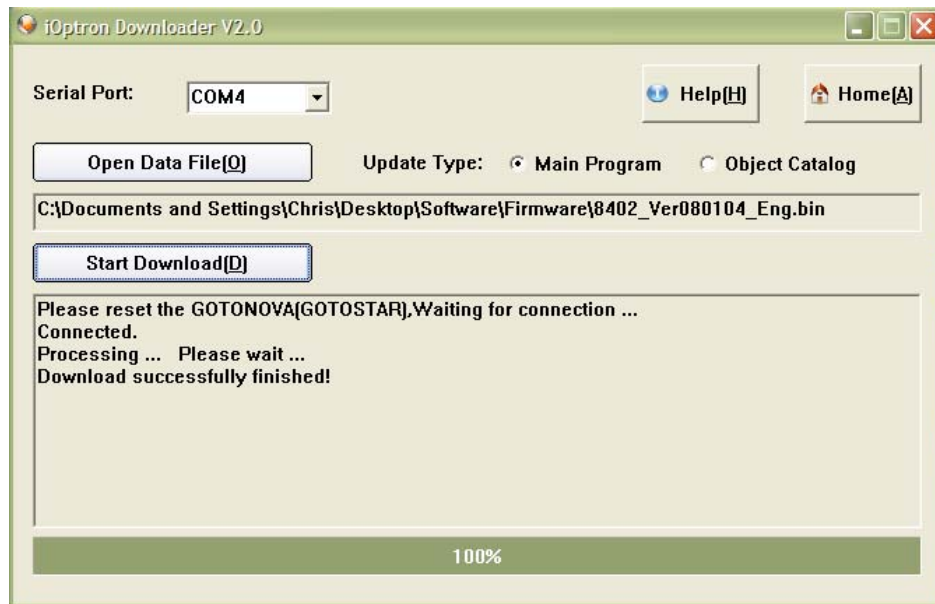 iOptron Downloader V2.0
Serial Port: COM4 Help(H) Home(A)
Open Data File(O) Update Type: Main Program Object Catalog
C:\Documents and Settings\Chris\Desktop\Software\Firmware\8402_Ver080104_Eng.bin
Start Download(D)
Please reset the GOTONOVA(GOTOSTAR),Waiting for connection ...
Connected.
Processing ... Please wait ...
Download successfully finished!
100%